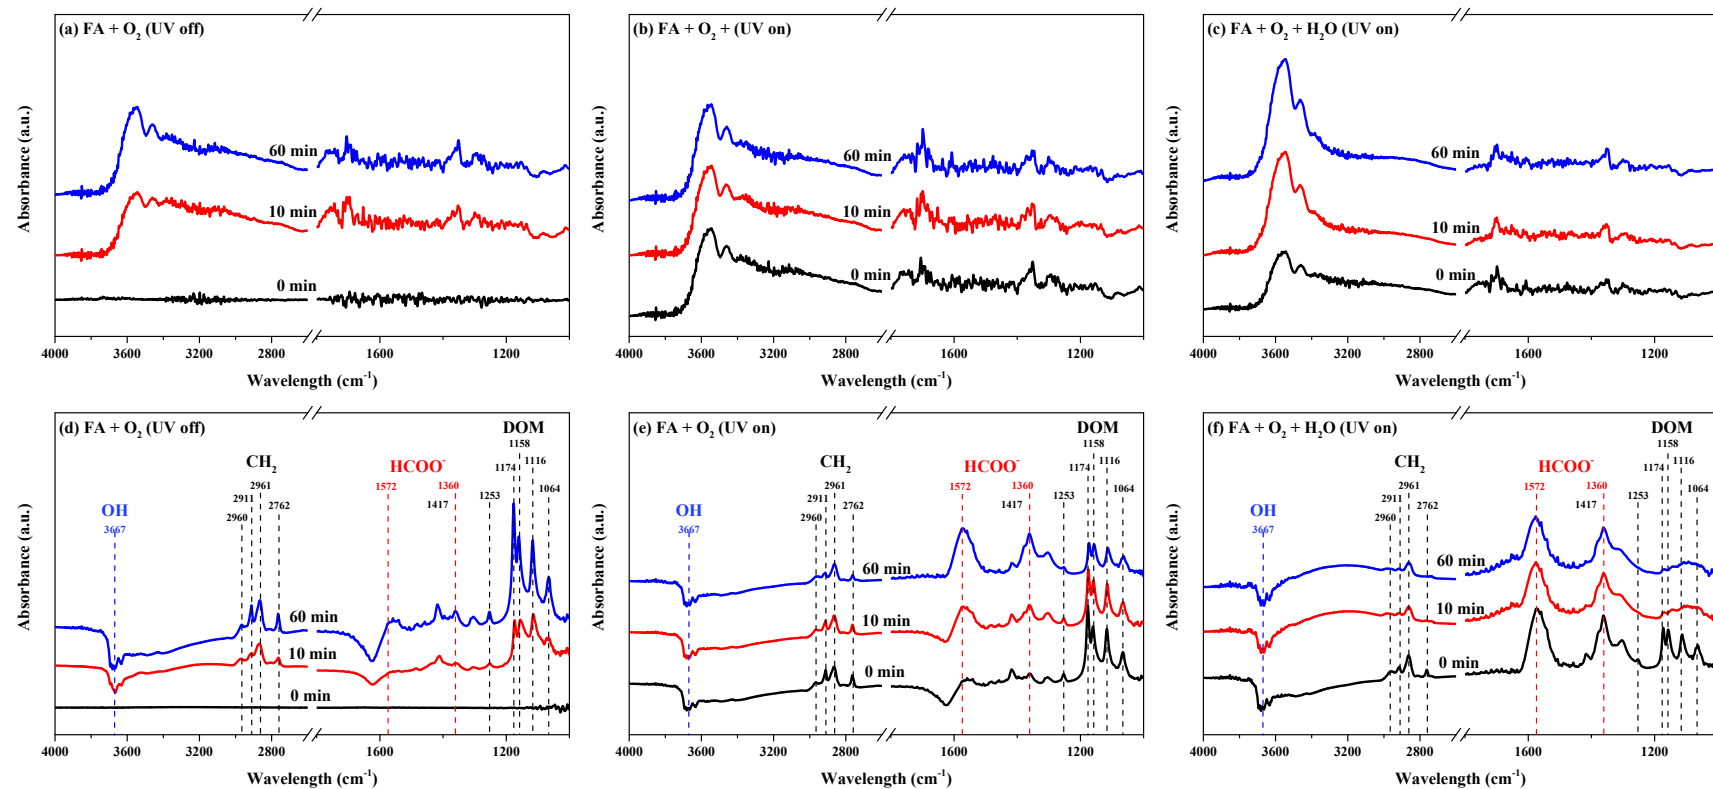 (a) FA + O₂ (UV off)
60 min
10 min
0 min
Absorbance (a.u.)
4000 3600 3200 2800 1600 1200
Wavelength (cm⁻¹)
(b) FA + O₂ + (UV on)
60 min
10 min
0 min
Absorbance (a.u.)
4000 3600 3200 2800 1600 1200
Wavelength (cm⁻¹)
(c) FA + O₂ + H₂O (UV on)
60 min
10 min
0 min
Absorbance (a.u.)
4000 3600 3200 2800 1600 1200
Wavelength (cm⁻¹)
(d) FA + O₂ (UV off)
DOM
1158
CH₂
HCOO⁻
1174 1116
2961
1572 1360
2911
2762
1417
1253
1064
OH
2960
3667
60 min
10 min
0 min
Absorbance (a.u.)
4000 3600 3200 2800 1600 1200
Wavelength (cm⁻¹)
(e) FA + O₂ (UV on)
DOM
1158
CH₂
HCOO⁻
1174 1116
2961
1572 1360
2911
2762
1417
1253
1064
OH
2960
3667
60 min
10 min
0 min
Absorbance (a.u.)
4000 3600 3200 2800 1600 1200
Wavelength (cm⁻¹)
(f) FA + O₂ + H₂O (UV on)
DOM
1158
CH₂
HCOO⁻
1174 1116
2961
1572 1360
2911
2762
1417
1253
1064
OH
2960
3667
60 min
10 min
0 min
Absorbance (a.u.)
4000 3600 3200 2800 1600 1200
Wavelength (cm⁻¹)